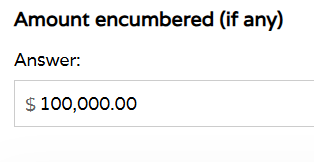 Amount encumbered (if any)
Answer:
$ 100,000.00